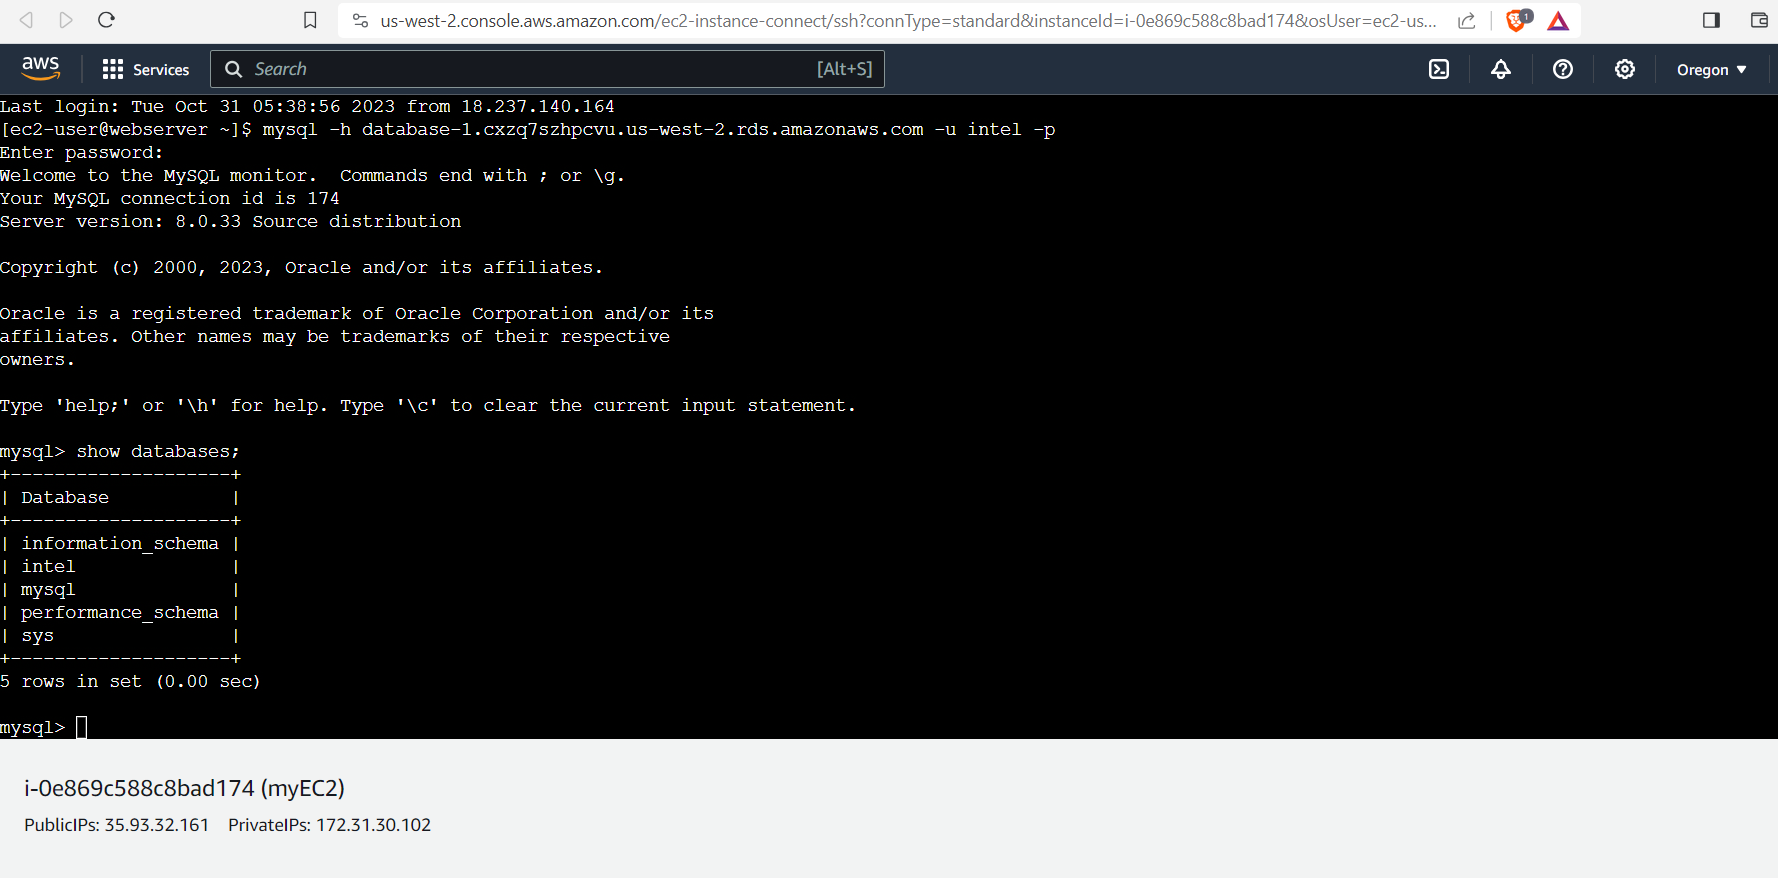 us-west-2.console.aws.amazon.com/ec2-instance-connect/ssh?connType=standard&instanceId=i-0e869c588c8bad174&osUser=ec2-us...
1
aws
Services
Search
[Alt+S]
Oregon
Last login: Tue Oct 31 05:38:56 2023 from 18.237.140.164
[ec2-user@webserver ~]$ mysql -h database-1.cxzq7szhpcvu.us-west-2.rds.amazonaws.com -u intel -p
Enter password:
Welcome to the MySQL monitor.  Commands end with ; or \g.
Your MySQL connection id is 174
Server version: 8.0.33 Source distribution
Copyright (c) 2000, 2023, Oracle and/or its affiliates.
Oracle is a registered trademark of Oracle Corporation and/or its
affiliates. Other names may be trademarks of their respective
owners.
Type 'help;' or '\h' for help. Type '\c' to clear the current input statement.
mysql> show databases;
+--------------------+
| Database           |
+--------------------+
| information_schema |
| intel              |
| mysql              |
| performance_schema |
| sys                |
+--------------------+
5 rows in set (0.00 sec)
mysql>
i-0e869c588c8bad174 (myEC2)
PublicIPs: 35.93.32.161    PrivateIPs: 172.31.30.102